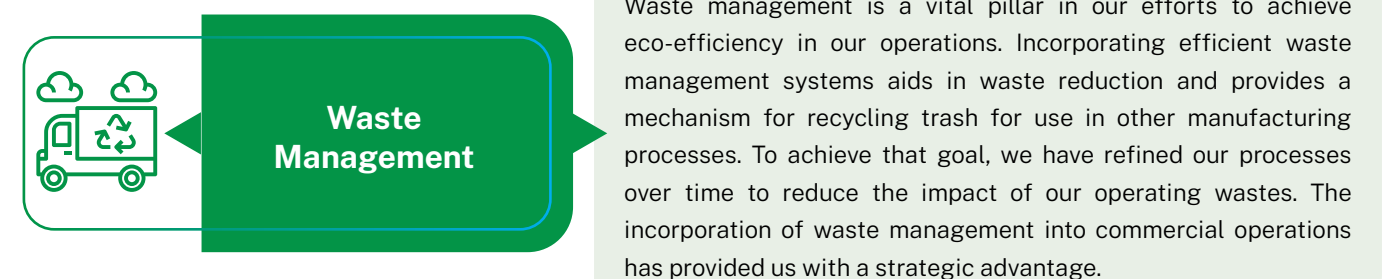 Waste
Management
Waste management is a vital pillar in our efforts to achieve
eco-efficiency in our operations. Incorporating efficient waste
management systems aids in waste reduction and provides a
mechanism for recycling trash for use in other manufacturing
processes. To achieve that goal, we have refined our processes
over time to reduce the impact of our operating wastes. The
incorporation of waste management into commercial operations
has provided us with a strategic advantage.